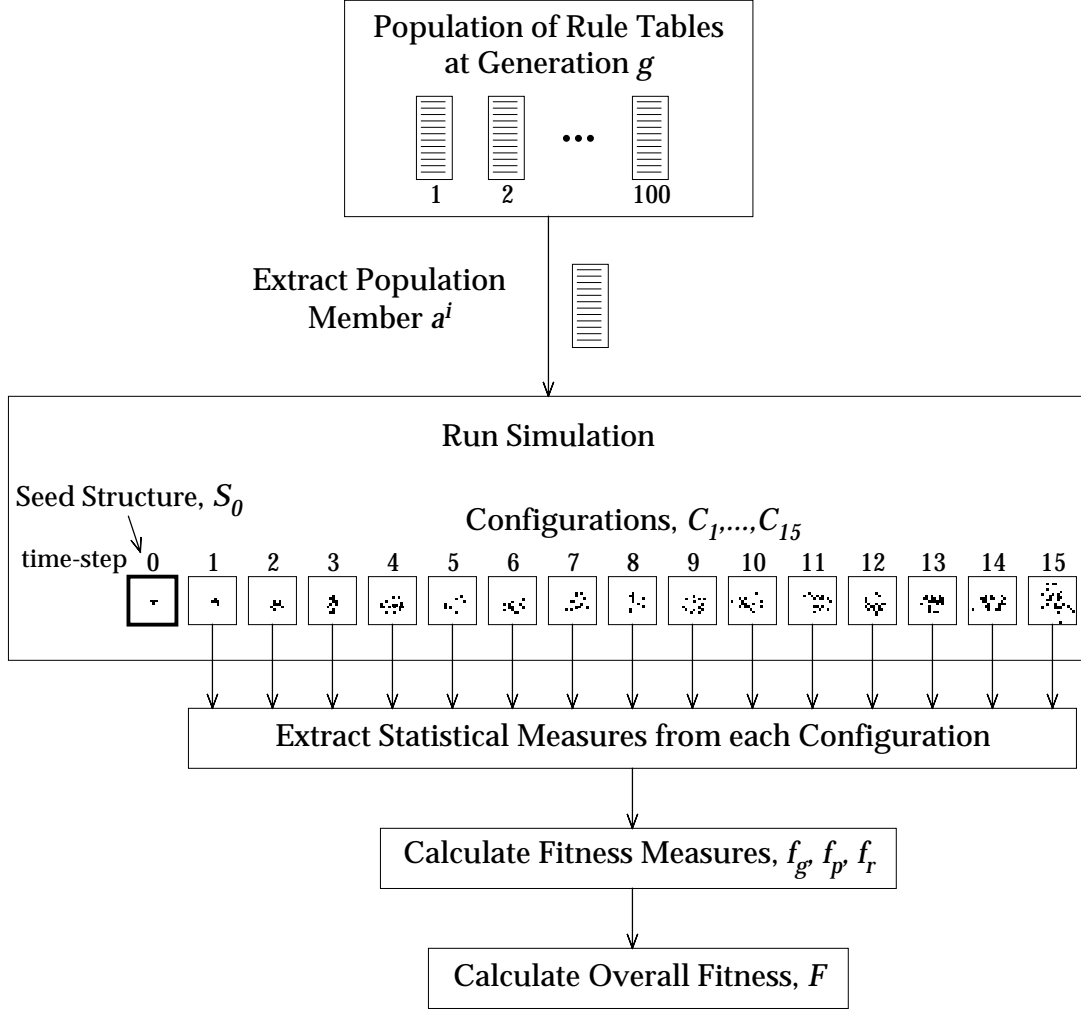 Population of Rule Tables
at Generation g
...
1 2 100
Extract Population
Member a^i
Run Simulation
Seed Structure, S_0
Configurations, C_1,...,C_15
time-step 0 1 2 3 4 5 6 7 8 9 10 11 12 13 14 15
Extract Statistical Measures from each Configuration
Calculate Fitness Measures, f_g, f_p, f_r
Calculate Overall Fitness, F